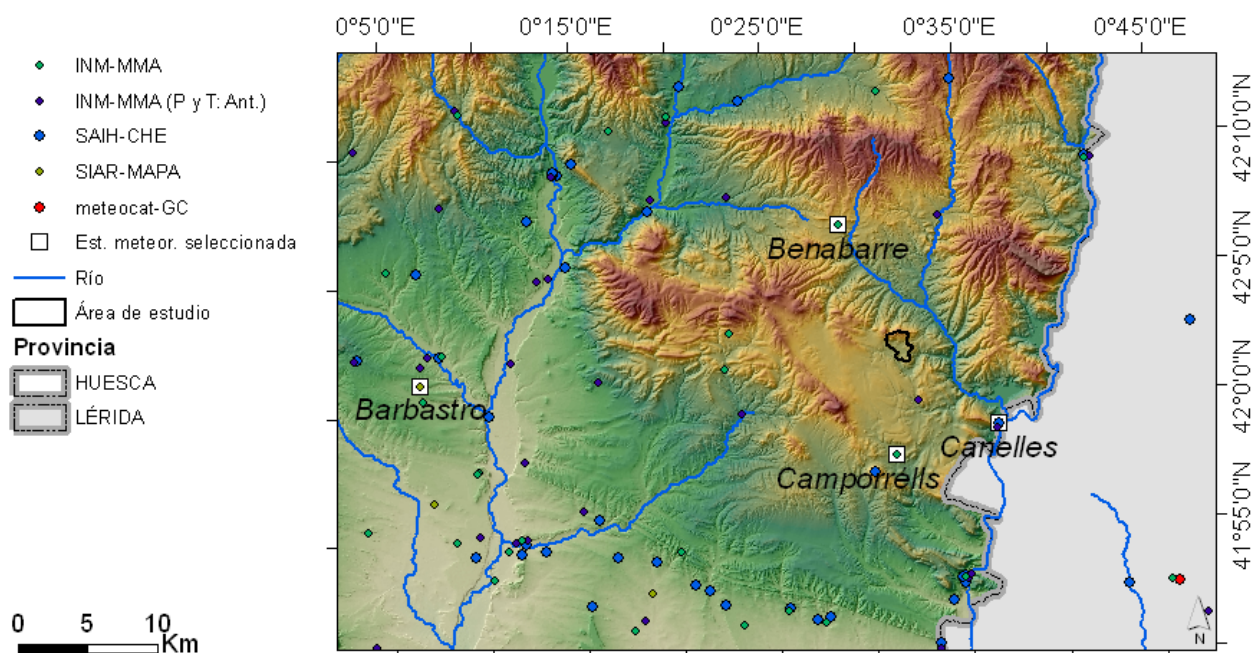 0°5'0"E 0°15'0"E 0°25'0"E 0°35'0"E 0°45'0"E
INM-MMA
INM-MMA (P y T: Ant.)
SAIH-CHE
SIAR-MAPA
meteocat-GC
Est. meteor. seleccionada
Río
Área de estudio
Provincia
HUESCA
LÉRIDA
0 5 10
Km
Benabarre
Barbastro
Canelles
Camporrells
42°10'0"N
42°5'0"N
42°0'0"N
41°55'0"N
N